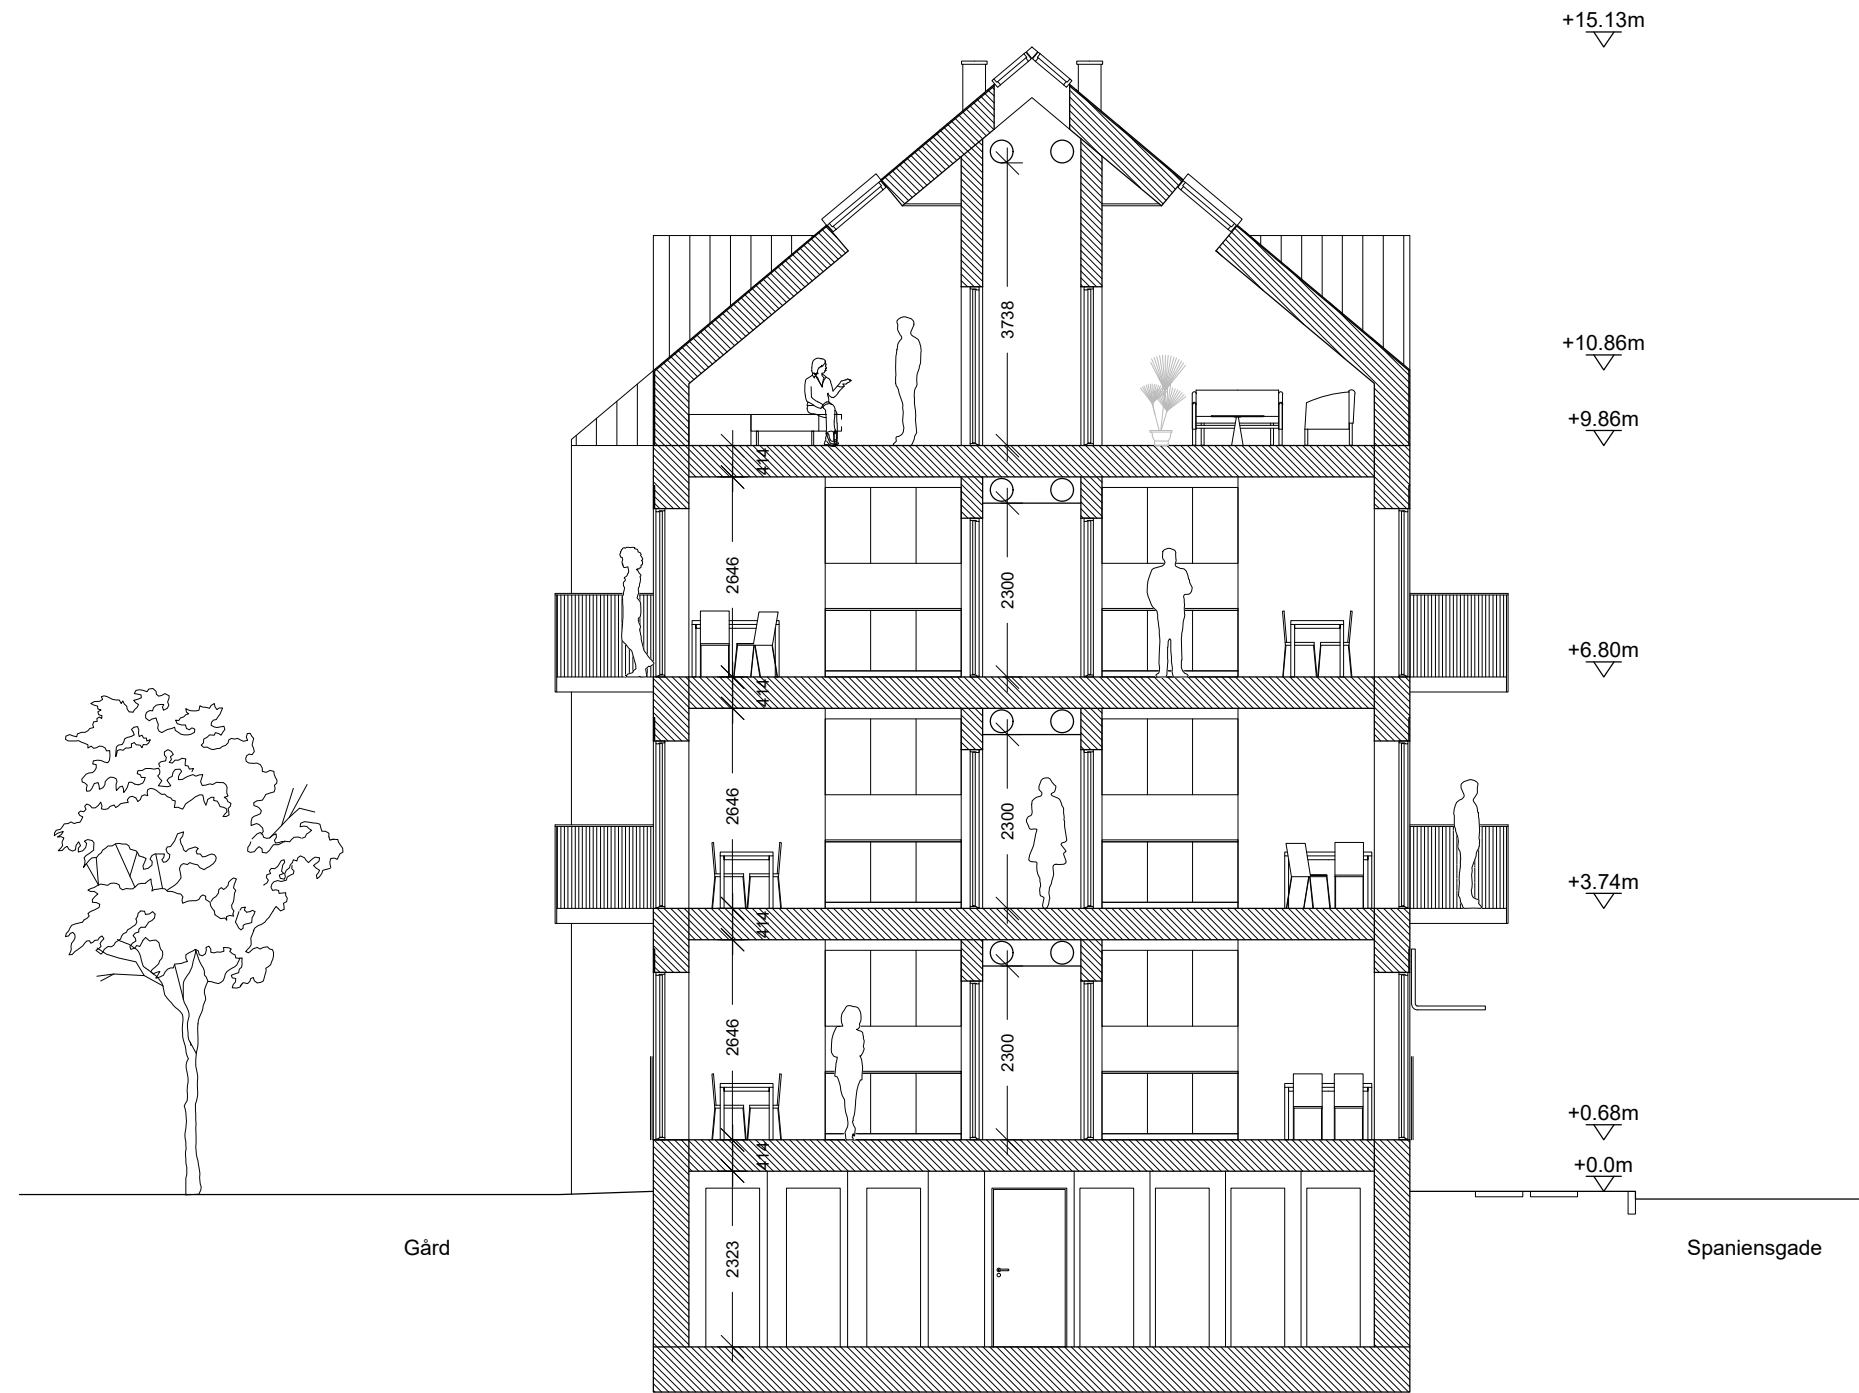 +15.13m
3738
+10.86m
+9.86m
414
2646
2300
+6.80m
414
2646
2300
+3.74m
414
2646
2300
+0.68m
414
+0.0m
Gård
2323
Spaniensgade